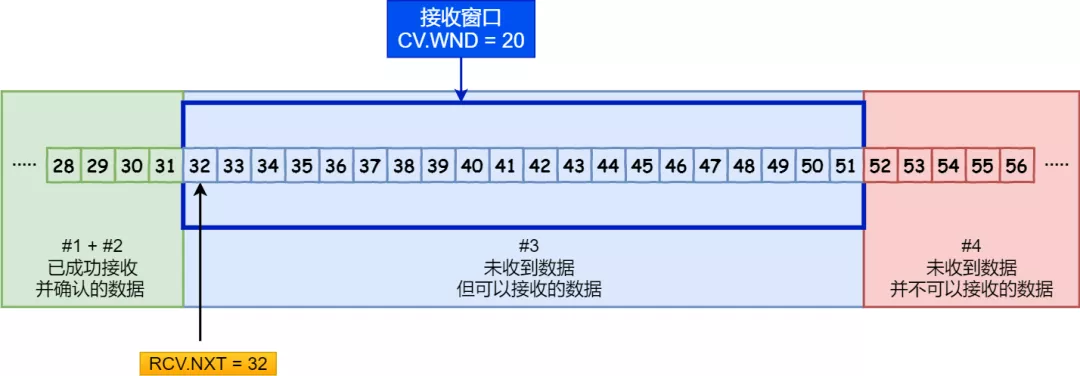 接收窗口
CV.WND = 20
····· 28 29 30 31 32 33 34 35 36 37 38 39 40 41 42 43 44 45 46 47 48 49 50 51 52 53 54 55 56 ·····
#1 + #2
已成功接收
并确认的数据
#3
未收到数据
但可以接收的数据
#4
未收到数据
并不可以接收的数据
RCV.NXT = 32